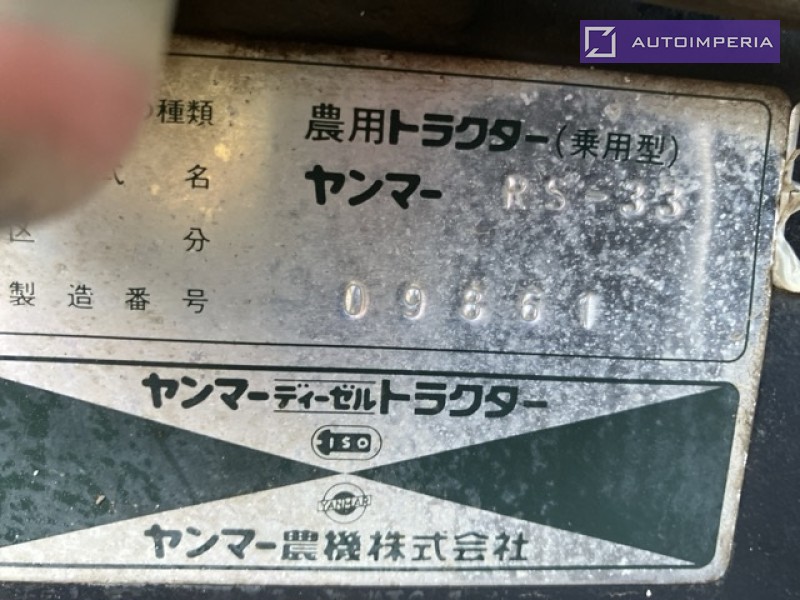 AUTOIMPERIA
の種類 農用トラクター(乗用型)
式名 ヤンマー RS-33
区分
製造番号 09861
ヤンマーディーゼルトラクター
ISO
YANMAR
ヤンマー農機株式会社